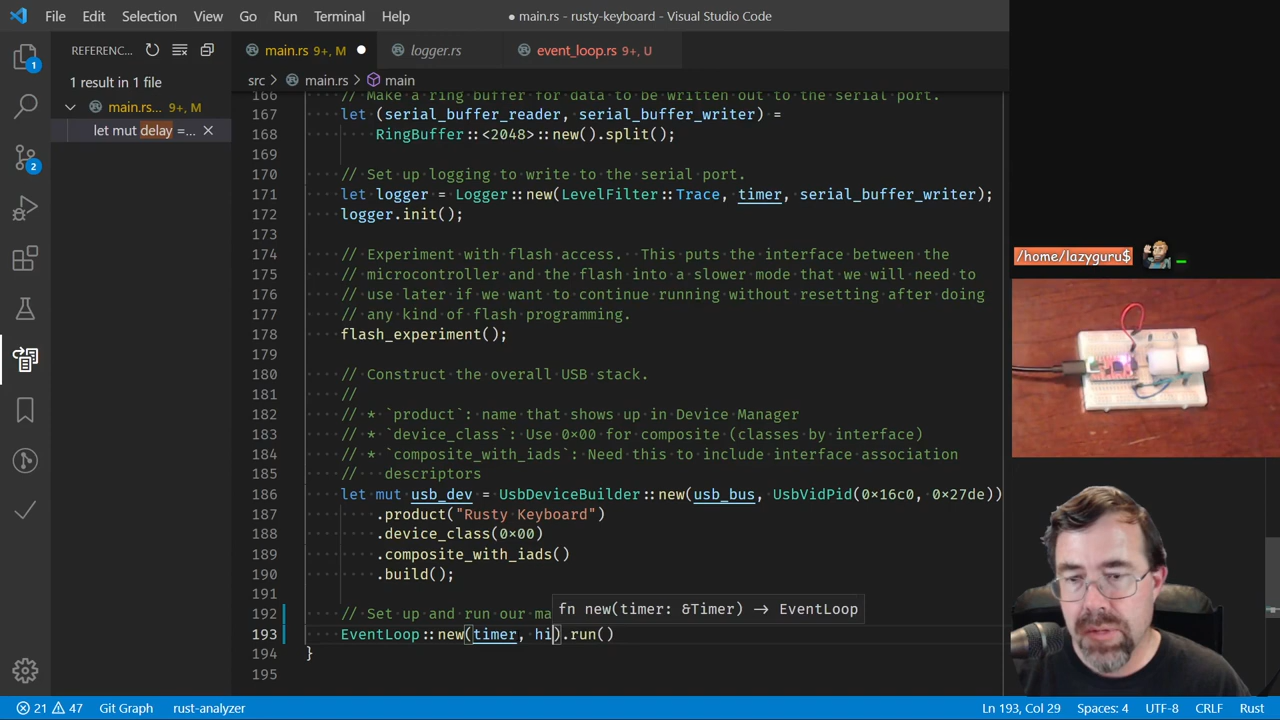 File Edit Selection View Go Run Terminal Help
● main.rs - rusty-keyboard - Visual Studio Code
REFERENC...
1 result in 1 file
main.rs... 9+, M
let mut delay =...
1
2
main.rs 9+, M
logger.rs
event_loop.rs 9+, U
src > main.rs > main
166 // Make a ring buffer for data to be written out to the serial port.
167 let (serial_buffer_reader, serial_buffer_writer) =
168 RingBuffer::<2048>::new().split();
169
170 // Set up logging to write to the serial port.
171 let logger = Logger::new(LevelFilter::Trace, timer, serial_buffer_writer);
172 logger.init();
173
174 // Experiment with flash access. This puts the interface between the
175 // microcontroller and the flash into a slower mode that we will need to
176 // use later if we want to continue running without resetting after doing
177 // any kind of flash programming.
178 flash_experiment();
179
180 // Construct the overall USB stack.
181 //
182 // * `product`: name that shows up in Device Manager
183 // * `device_class`: Use 0×00 for composite (classes by interface)
184 // * `composite_with_iads`: Need this to include interface association
185 // descriptors
186 let mut usb_dev = UsbDeviceBuilder::new(usb_bus, UsbVidPid(0×16c0, 0×27de))
187 .product("Rusty Keyboard")
188 .device_class(0×00)
189 .composite_with_iads()
190 .build();
191
192 // Set up and run our ma
fn new(timer: &Timer) → EventLoop
193 EventLoop::new(timer, hi).run()
194 }
195
/home/lazyguru$
21 47 Git Graph rust-analyzer
Ln 193, Col 29 Spaces: 4 UTF-8 CRLF Rust